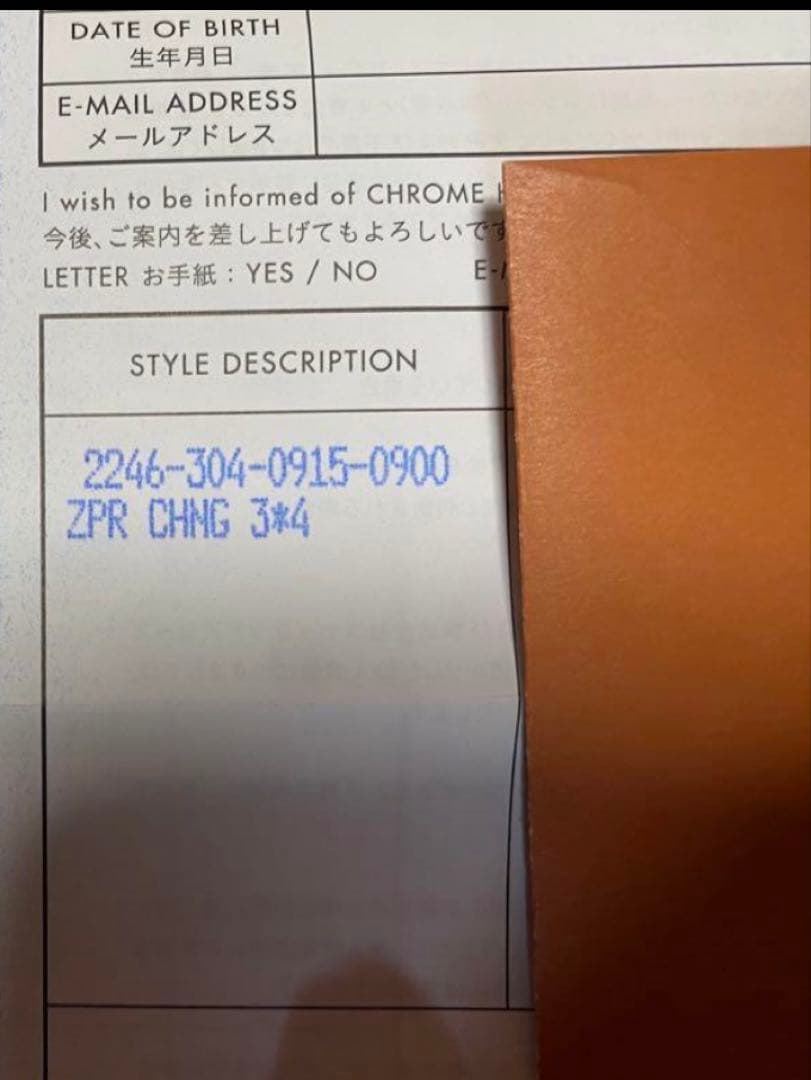 DATE OF BIRTH
生年月日
E-MAIL ADDRESS
メールアドレス
I wish to be informed of CHROME
今後、ご案内を差し上げてもよろしいです
LETTER お手紙 : YES / NO E-
STYLE DESCRIPTION
2246-304-0915-0900
ZPR CHNG 3*4